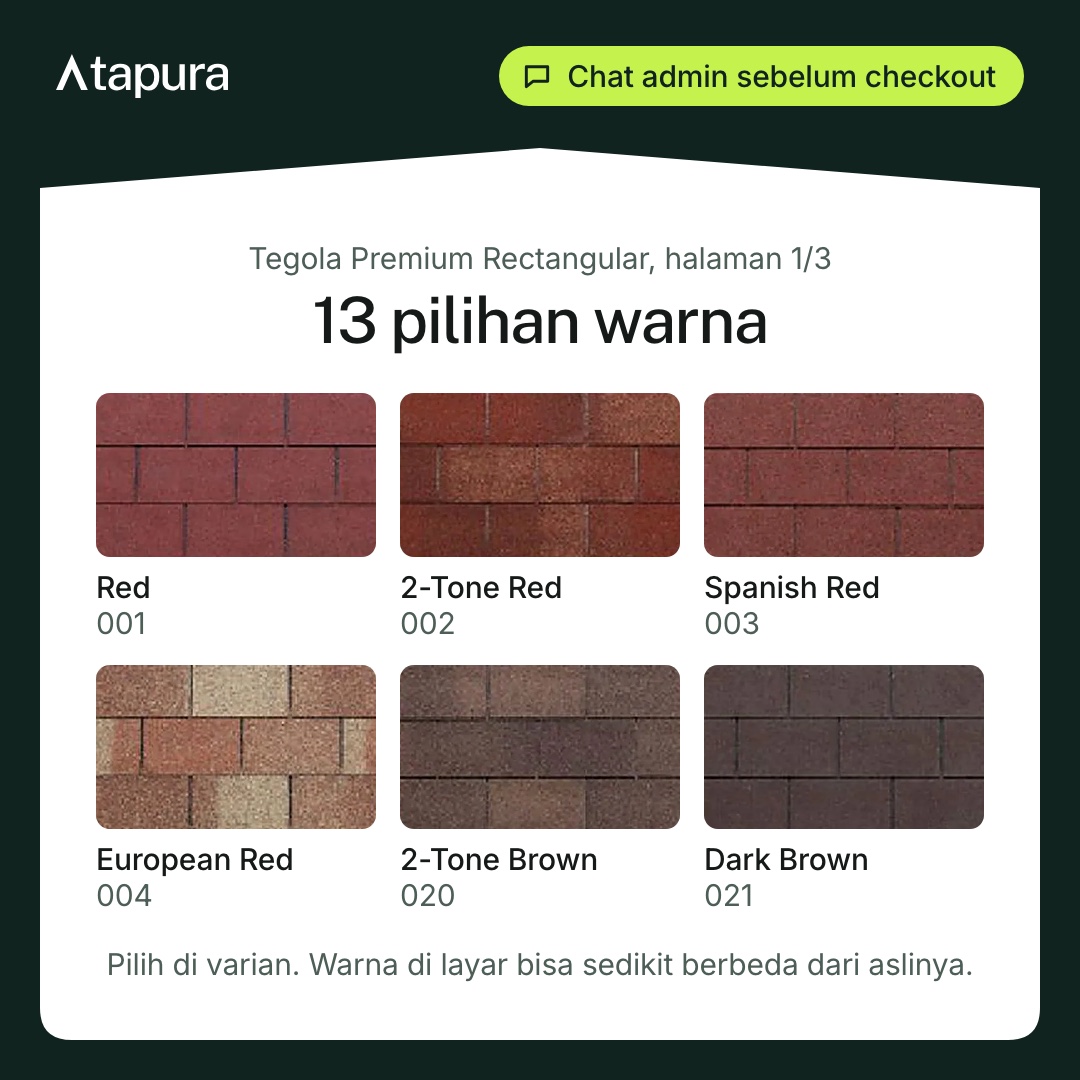 Atapura
Chat admin sebelum checkout
Tegola Premium Rectangular, halaman 1/3
13 pilihan warna
Red
001
2-Tone Red
002
Spanish Red
003
European Red
004
2-Tone Brown
020
Dark Brown
021
Pilih di varian. Warna di layar bisa sedikit berbeda dari aslinya.